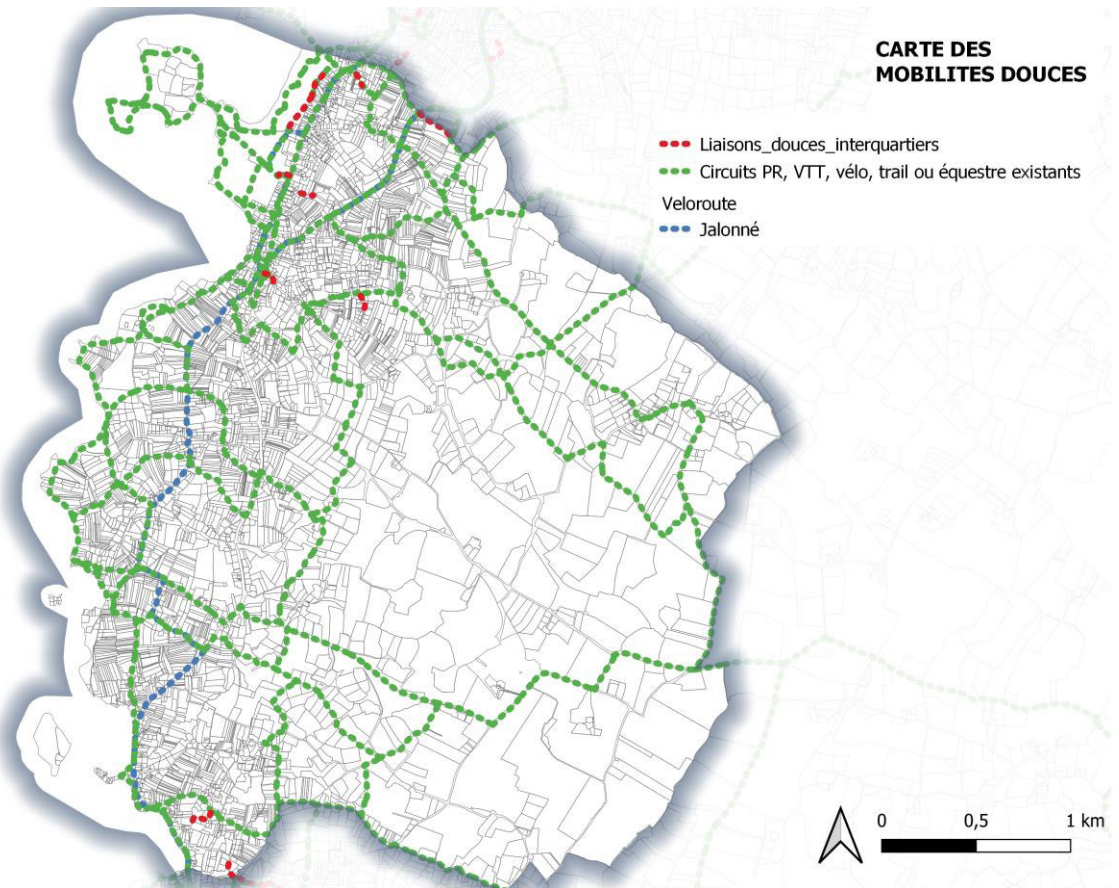 CARTE DES
MOBILITES DOUCES
Liaisons_douces_interquartiers
Circuits PR, VTT, vélo, trail ou équestre existants
Veloroute
Jalonné
0 0,5 1 km